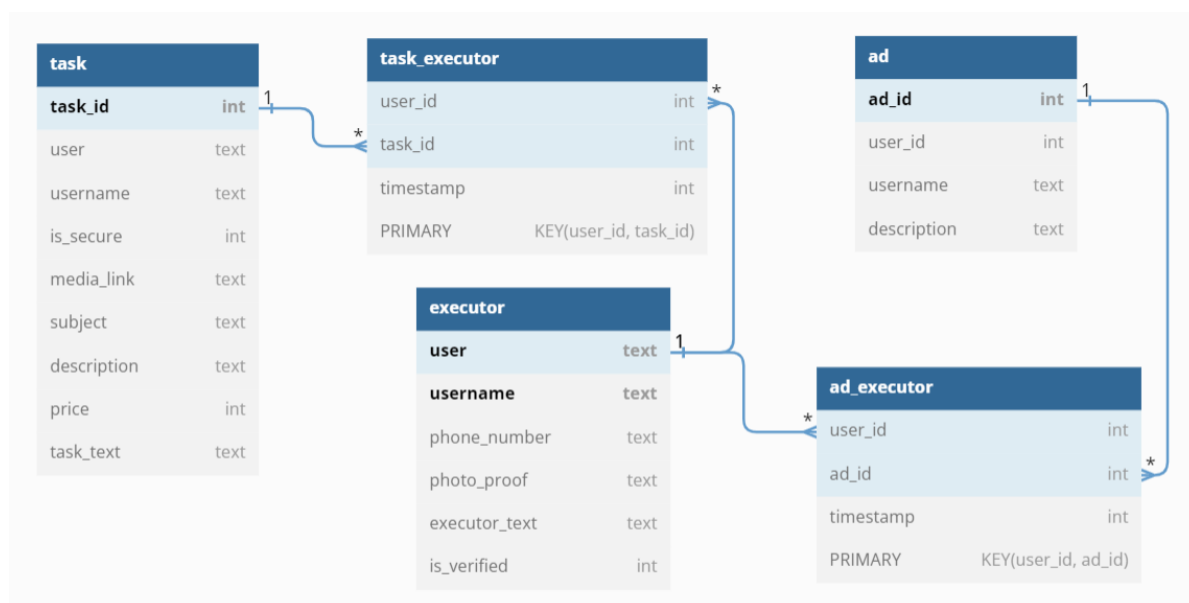 task
task_id int
user text
username text
is_secure int
media_link text
subject text
description text
price int
task_text text
1
*
task_executor
user_id int
task_id int
timestamp int
PRIMARY KEY(user_id, task_id)
*
executor
user text
username text
phone_number text
photo_proof text
executor_text text
is_verified int
1
*
ad
ad_id int
user_id int
username text
description text
1
ad_executor
user_id int
ad_id int
timestamp int
PRIMARY KEY(user_id, ad_id)
*